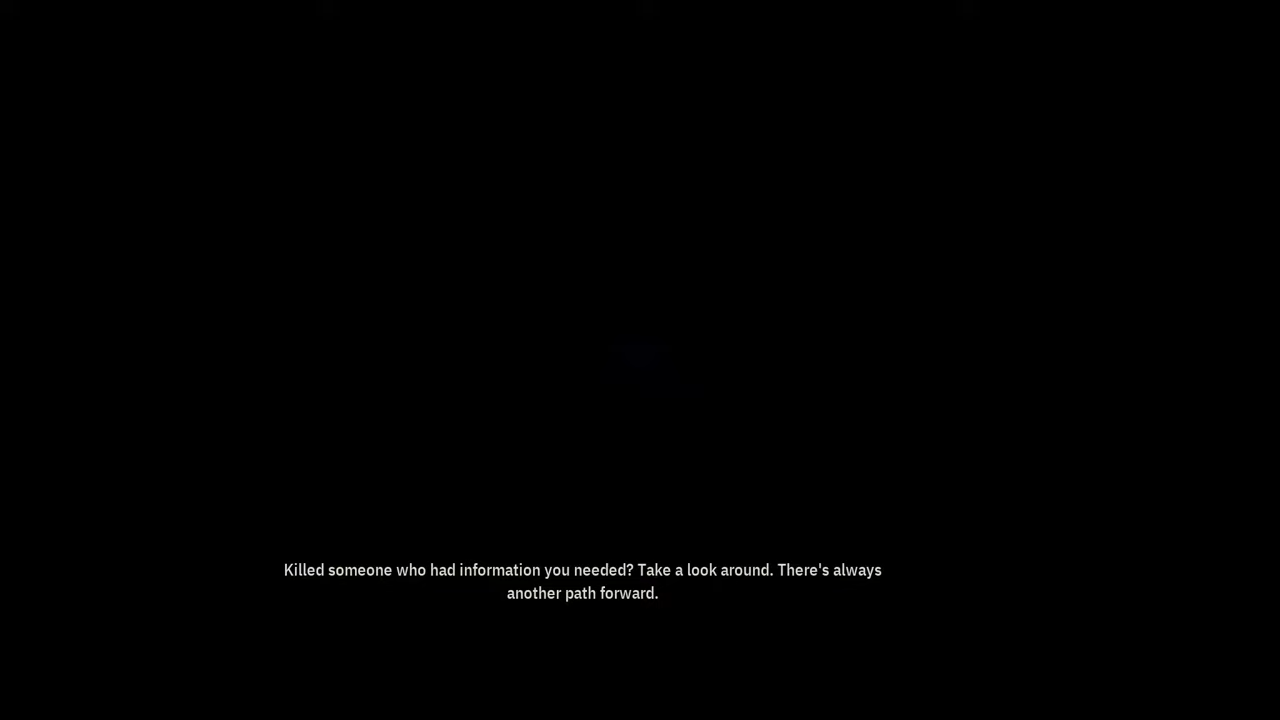 Killed someone who had information you needed? Take a look around. There's always
another path forward.